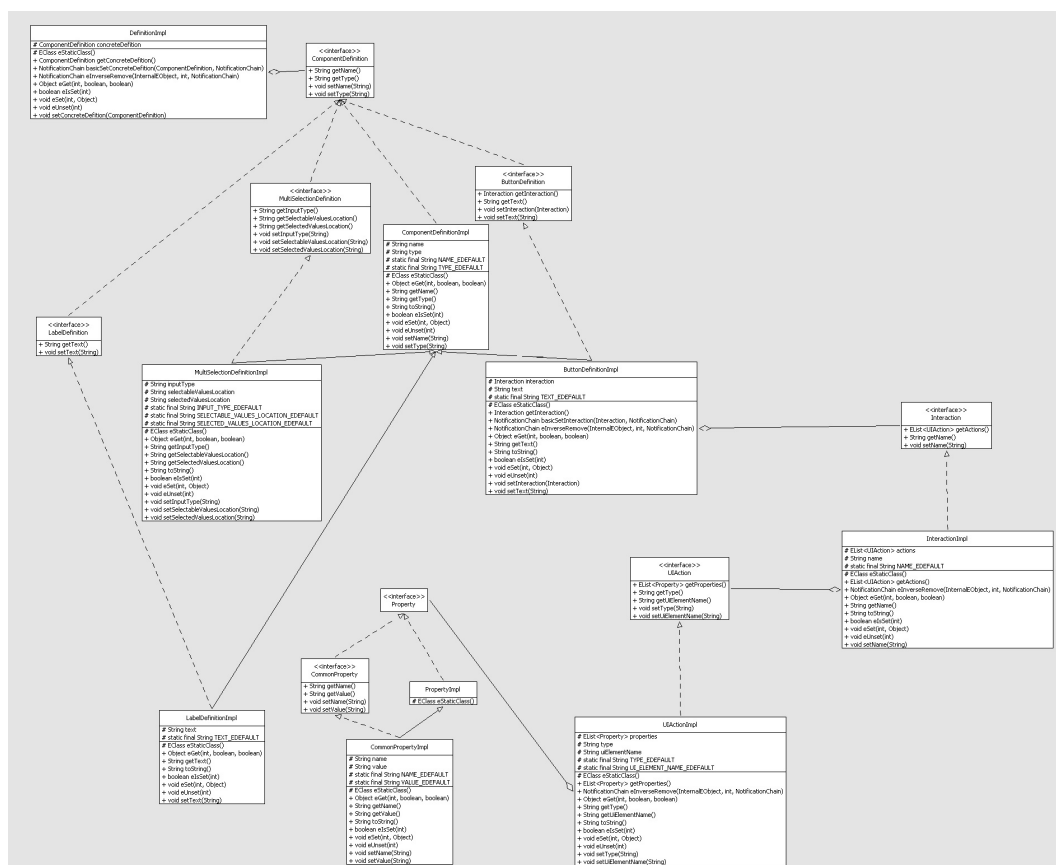 DefinitionImpl
# ComponentDefinition concreteDefinition
# EClass eStaticClass()
+ ComponentDefinition getConcreteDefinition()
+ NotificationChain basicSetConcreteDefinition(ComponentDefinition, NotificationChain)
+ NotificationChain eInverseRemove(InternalEObject, int, NotificationChain)
+ Object eGet(int, boolean, boolean)
+ boolean eIsSet(int)
+ void eSet(int, Object)
+ void eUnset(int)
+ void setConcreteDefition(ComponentDefinition)
<<interface>>
ComponentDefinition
+ String getName()
+ String getType()
+ void setName(String)
+ void setType(String)
<<interface>>
ButtonDefinition
+ Interaction getInteraction()
+ String getText()
+ void setInteraction(Interaction)
+ void setText(String)
<<interface>>
MultiSelectionDefinition
+ String getInputType()
+ String getSelectableValuesLocation()
+ String getSelectedValuesLocation()
+ void setInputType(String)
+ void setSelectableValuesLocation(String)
+ void setSelectedValuesLocation(String)
ComponentDefinitionImpl
# String name
# String type
# static final String NAME_EDEFAULT
# static final String TYPE_EDEFAULT
# EClass eStaticClass()
+ Object eGet(int, boolean, boolean)
+ String getName()
+ String getType()
+ String toString()
+ boolean eIsSet(int)
+ void eSet(int, Object)
+ void eUnset(int)
+ void setName(String)
+ void setType(String)
<<interface>>
LabelDefinition
+ String getText()
+ void setText(String)
MultiSelectionDefinitionImpl
# String inputType
# String selectableValuesLocation
# String selectedValuesLocation
# static final String INPUT_TYPE_EDEFAULT
# static final String SELECTABLE_VALUES_LOCATION_EDEFAULT
# static final String SELECTED_VALUES_LOCATION_EDEFAULT
# EClass eStaticClass()
+ Object eGet(int, boolean, boolean)
+ String getInputType()
+ String getSelectableValuesLocation()
+ String getSelectedValuesLocation()
+ String toString()
+ boolean eIsSet(int)
+ void eSet(int, Object)
+ void eUnset(int)
+ void setInputType(String)
+ void setSelectableValuesLocation(String)
+ void setSelectedValuesLocation(String)
ButtonDefinitionImpl
# Interaction interaction
# String text
# static final String TEXT_EDEFAULT
# EClass eStaticClass()
+ Interaction getInteraction()
+ NotificationChain basicSetInteraction(Interaction, NotificationChain)
+ NotificationChain eInverseRemove(InternalEObject, int, NotificationChain)
+ Object eGet(int, boolean, boolean)
+ String getText()
+ String toString()
+ boolean eIsSet(int)
+ void eSet(int, Object)
+ void eUnset(int)
+ void setInteraction(Interaction)
+ void setText(String)
<<interface>>
Interaction
+ EList<UIAction> getActions()
+ String getName()
+ void setName(String)
InteractionImpl
# EList<UIAction> actions
# String name
# static final String NAME_EDEFAULT
# EClass eStaticClass()
+ EList<UIAction> getActions()
+ NotificationChain eInverseRemove(InternalEObject, int, NotificationChain)
+ Object eGet(int, boolean, boolean)
+ String getName()
+ String toString()
+ boolean eIsSet(int)
+ void eSet(int, Object)
+ void eUnset(int)
+ void setName(String)
<<interface>>
UIAction
+ EList<Property> getProperties()
+ String getType()
+ String getUiElementName()
+ void setType(String)
+ void setUiElementName(String)
<<interface>>
Property
<<interface>>
CommonProperty
+ String getName()
+ String getValue()
+ void setName(String)
+ void setValue(String)
PropertyImpl
# EClass eStaticClass()
LabelDefinitionImpl
# String text
# static final String TEXT_EDEFAULT
# EClass eStaticClass()
+ Object eGet(int, boolean, boolean)
+ String getText()
+ String toString()
+ boolean eIsSet(int)
+ void eSet(int, Object)
+ void eUnset(int)
+ void setText(String)
CommonPropertyImpl
# String name
# String value
# static final String NAME_EDEFAULT
# static final String VALUE_EDEFAULT
# EClass eStaticClass()
+ Object eGet(int, boolean, boolean)
+ String getName()
+ String getValue()
+ String toString()
+ boolean eIsSet(int)
+ void eSet(int, Object)
+ void eUnset(int)
+ void setName(String)
+ void setValue(String)
UIActionImpl
# EList<Property> properties
# String type
# String uiElementName
# static final String TYPE_EDEFAULT
# static final String UI_ELEMENT_NAME_EDEFAULT
# EClass eStaticClass()
+ EList<Property> getProperties()
+ NotificationChain eInverseRemove(InternalEObject, int, NotificationChain)
+ Object eGet(int, boolean, boolean)
+ String getType()
+ String getUiElementName()
+ String toString()
+ boolean eIsSet(int)
+ void eSet(int, Object)
+ void eUnset(int)
+ void setType(String)
+ void setUiElementName(String)